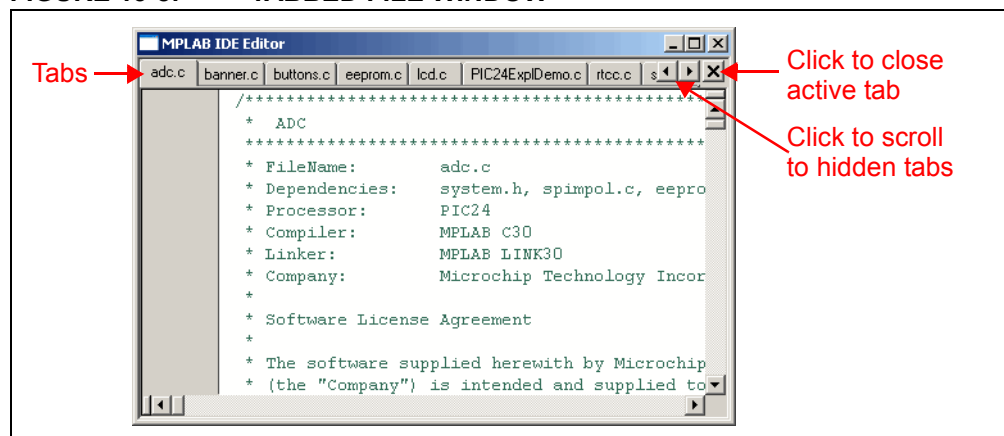 MPLAB IDE Editor
Tabs
adc.c banner.c buttons.c eeprom.c lcd.c PIC24ExplDemo.c rtcc.c s
Click to close
active tab
Click to scroll
to hidden tabs
/************************************************
* ADC
************************************************
* FileName: adc.c
* Dependencies: system.h, spimpol.c, eepro
* Processor: PIC24
* Compiler: MPLAB C30
* Linker: MPLAB LINK30
* Company: Microchip Technology Incor
*
* Software License Agreement
*
* The software supplied herewith by Microchip
* (the "Company") is intended and supplied to